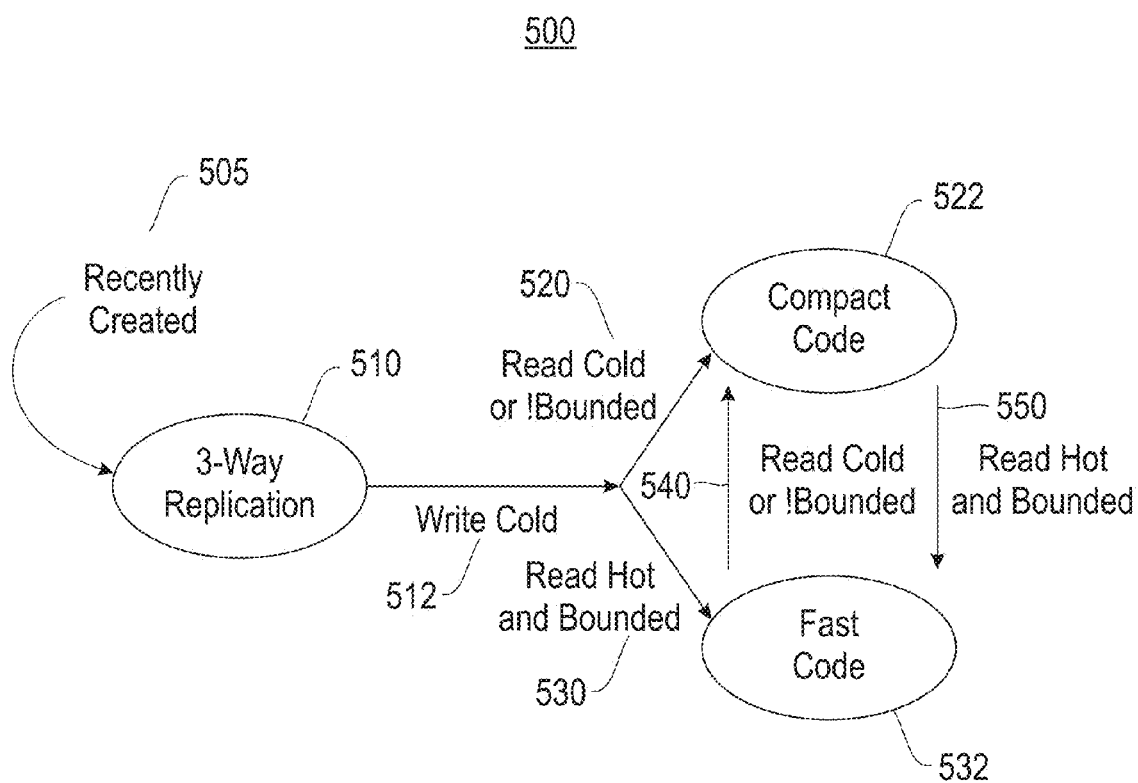 500
505
Recently
Created
510
3-Way
Replication
Write Cold
512
520
Read Cold
or !Bounded
Read Hot
and Bounded
530
522
Compact
Code
540
Read Cold
or !Bounded
550
Read Hot
and Bounded
Fast
Code
532